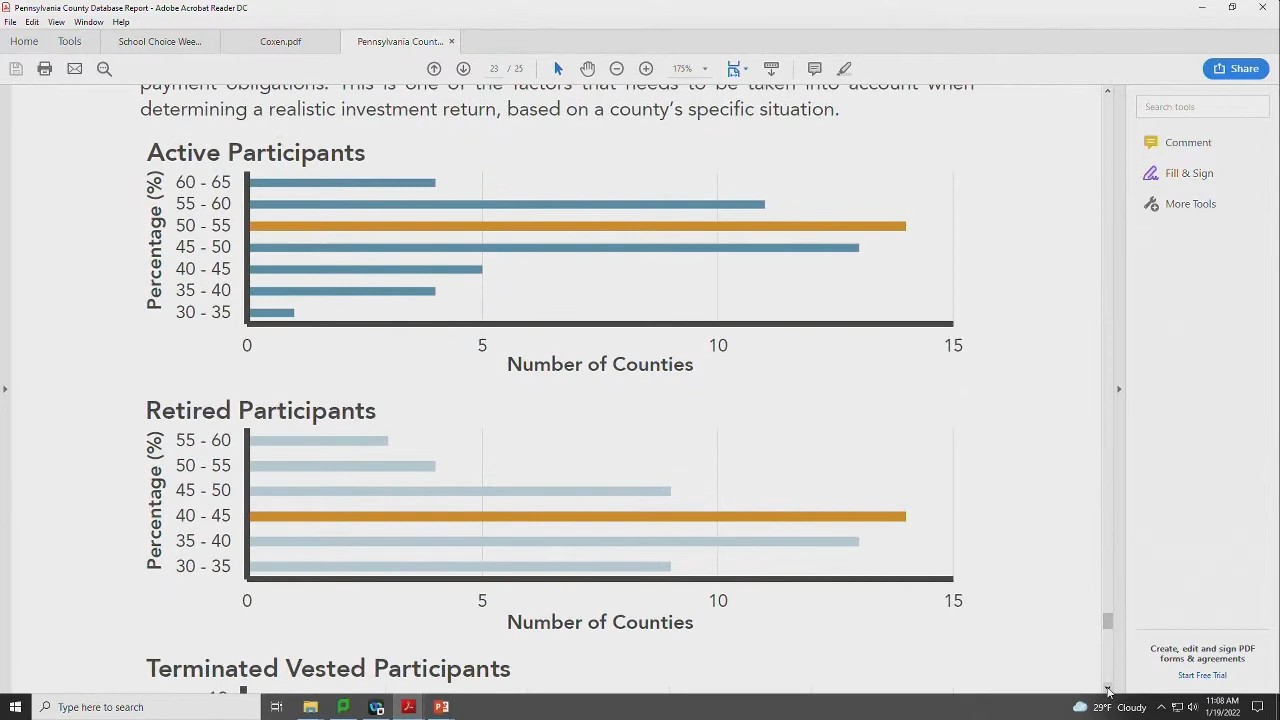 Pennsylvania County Database Report - Adobe Acrobat Reader DC
File Edit View Window Help
Home Tools School Choice Wee... Coxen.pdf Pennsylvania Count... ×
23 / 25 175%
Share
payment obligations. This is one of the factors that needs to be taken into account when
determining a realistic investment return, based on a county's specific situation.
Search tools
Comment
Fill & Sign
More Tools
Active Participants
Percentage (%)
60 - 65
55 - 60
50 - 55
45 - 50
40 - 45
35 - 40
30 - 35
0 5 10 15
Number of Counties
Retired Participants
Percentage (%)
55 - 60
50 - 55
45 - 50
40 - 45
35 - 40
30 - 35
0 5 10 15
Number of Counties
Terminated Vested Participants
Create, edit and sign PDF
forms & agreements
Start Free Trial
Type here to search
29°F Cloudy
11:08 AM
1/19/2022